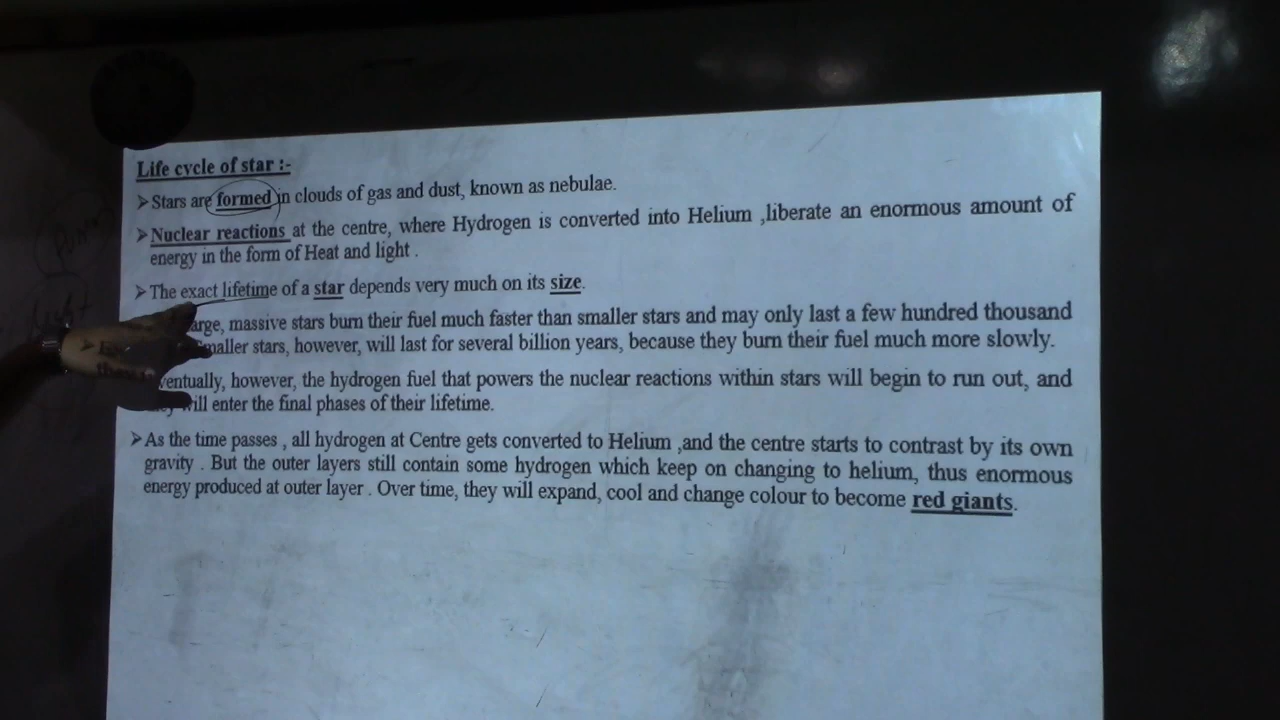 Life cycle of star :-
➢ Stars are formed in clouds of gas and dust, known as nebulae.
➢ Nuclear reactions at the centre, where Hydrogen is converted into Helium ,liberate an enormous amount of
energy in the form of Heat and light .
➢ The exact lifetime of a star depends very much on its size.
massive stars burn their fuel much faster than smaller stars and may only last a few hundred thousand
stars, however, will last for several billion years, because they burn their fuel much more slowly.
however, the hydrogen fuel that powers the nuclear reactions within stars will begin to run out, and
will enter the final phases of their lifetime.
➢ As the time passes , all hydrogen at Centre gets converted to Helium ,and the centre starts to contrast by its own
gravity . But the outer layers still contain some hydrogen which keep on changing to helium, thus enormous
energy produced at outer layer . Over time, they will expand, cool and change colour to become red giants.